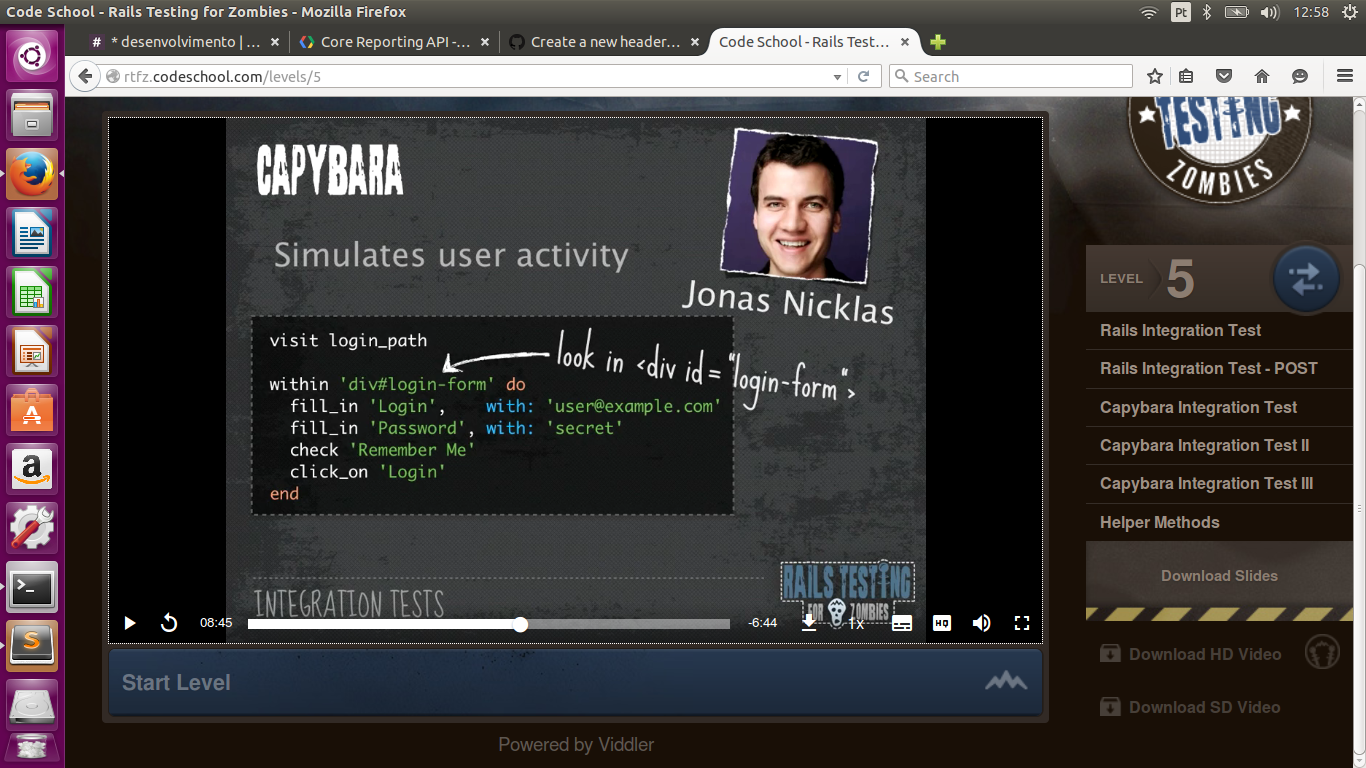 Code School - Rails Testing for Zombies - Mozilla Firefox
Pt
12:58
# * desenvolvimento | ...
Core Reporting API -...
Create a new header...
Code School - Rails Test...
rtfz.codeschool.com/levels/5
Search
CAPYBARA
Simulates user activity
Jonas Nicklas
visit login_path
look in <div id="login-form">
within 'div#login-form' do
fill_in 'Login', with: 'user@example.com'
fill_in 'Password', with: 'secret'
check 'Remember Me'
click_on 'Login'
end
INTEGRATION TESTS
RAILS TESTING
FOR ZOMBIES
08:45
-6:44
1x
HQ
Start Level
Powered by Viddler
TESTING
ZOMBIES
LEVEL 5
Rails Integration Test
Rails Integration Test - POST
Capybara Integration Test
Capybara Integration Test II
Capybara Integration Test III
Helper Methods
Download Slides
Download HD Video
Download SD Video